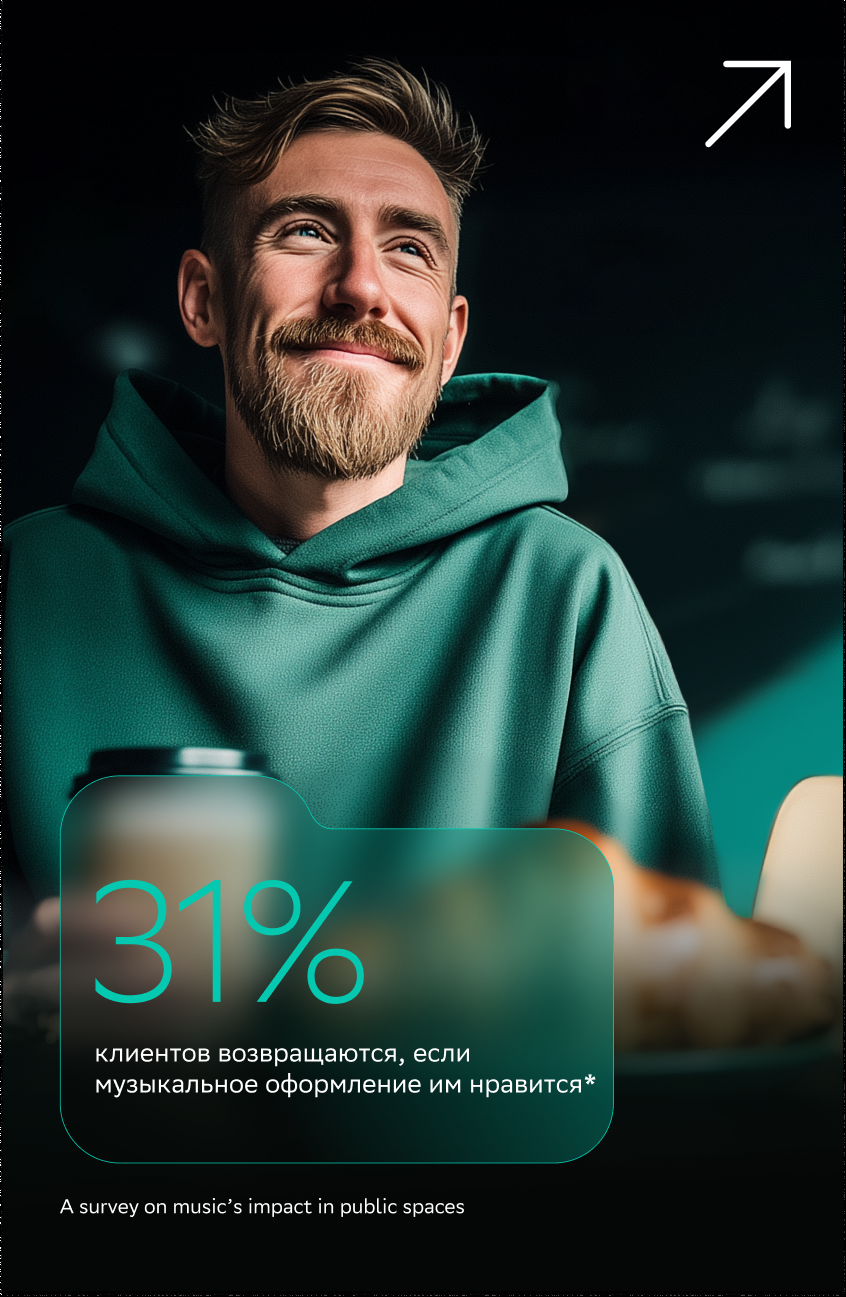 31%
клиентов возвращаются, если
музыкальное оформление им нравится*
A survey on music’s impact in public spaces